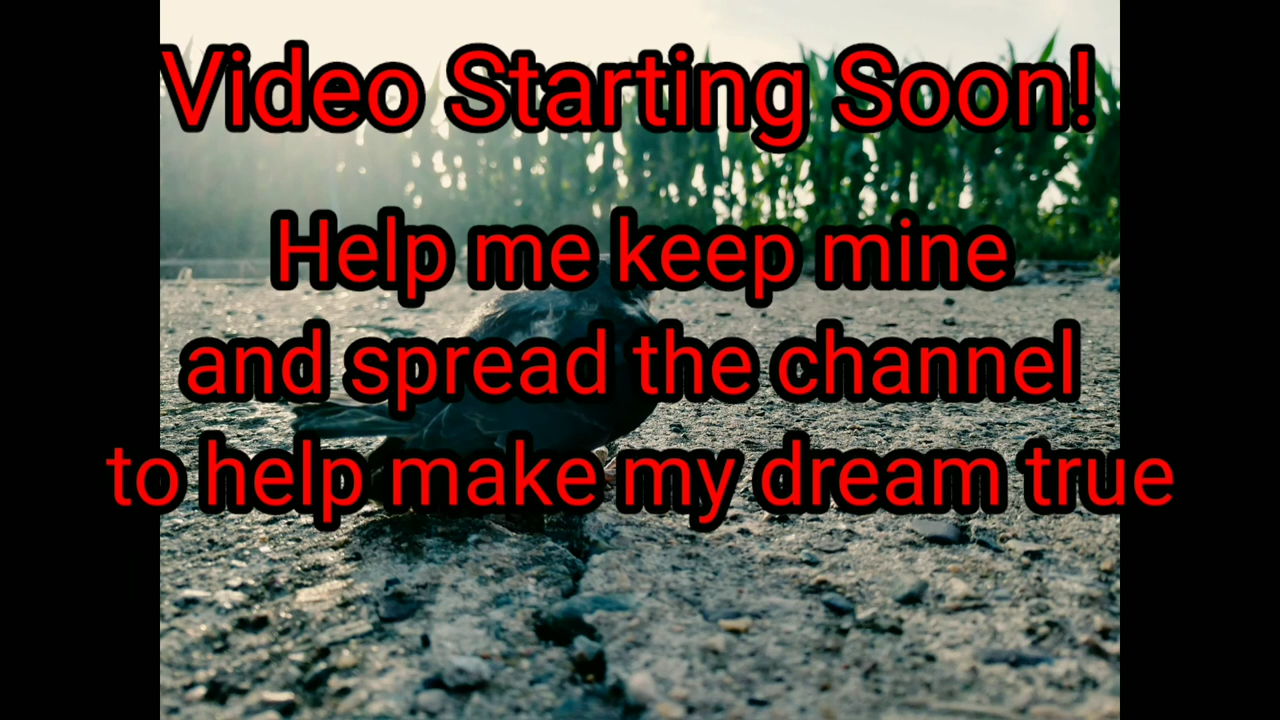 Video Starting Soon!
Help me keep mine
and spread the channel
to help make my dream true